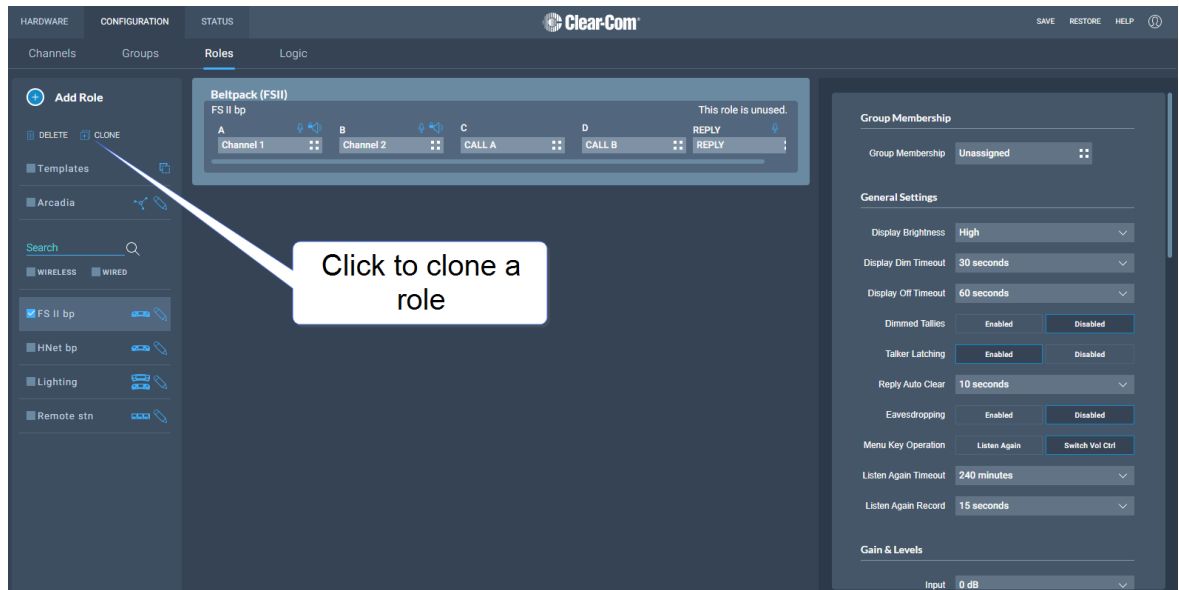 HARDWARE CONFIGURATION STATUS Clear-Com SAVE RESTORE HELP
Channels Groups Roles Logic
Add Role
DELETE CLONE
Templates
Arcadia
Search
WIRELESS WIRED
FS II bp
HNet bp
Lighting
Remote stn
Beltpack (FSII)
FS II bp This role is unused.
A B C D REPLY
Channel 1 Channel 2 CALL A CALL B REPLY
Click to clone a
role
Group Membership
Group Membership Unassigned
General Settings
Display Brightness High
Display Dim Timeout 30 seconds
Display Off Timeout 60 seconds
Dimmed Tallies Enabled Disabled
Talker Latching Enabled Disabled
Reply Auto Clear 10 seconds
Eavesdropping Enabled Disabled
Menu Key Operation Listen Again Switch Vol Ctrl
Listen Again Timeout 240 minutes
Listen Again Record 15 seconds
Gain & Levels
Input 0 dB